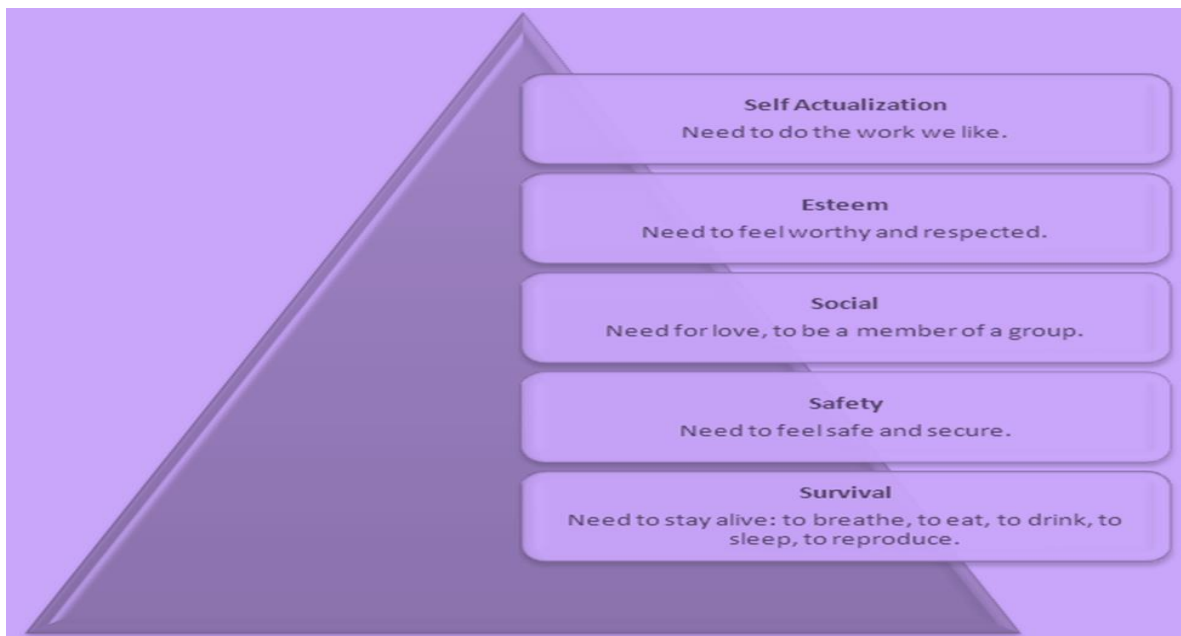 Self Actualization
Need to do the work we like.
Esteem
Need to feel worthy and respected.
Social
Need for love, to be a member of a group.
Safety
Need to feel safe and secure.
Survival
Need to stay alive: to breathe, to eat, to drink, to
sleep, to reproduce.